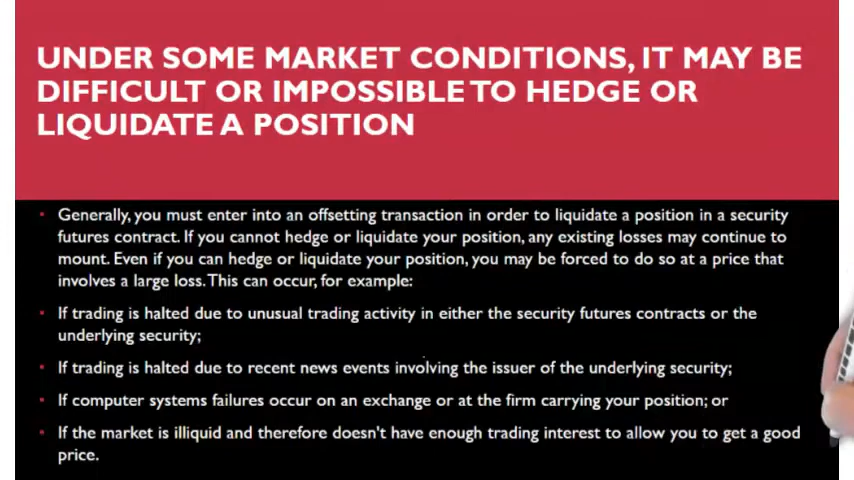 UNDER SOME MARKET CONDITIONS, IT MAY BE
DIFFICULT OR IMPOSSIBLE TO HEDGE OR
LIQUIDATE A POSITION
• Generally, you must enter into an offsetting transaction in order to liquidate a position in a security
futures contract. If you cannot hedge or liquidate your position, any existing losses may continue to
mount. Even if you can hedge or liquidate your position, you may be forced to do so at a price that
involves a large loss. This can occur, for example:
• If trading is halted due to unusual trading activity in either the security futures contracts or the
underlying security;
• If trading is halted due to recent news events involving the issuer of the underlying security;
• If computer systems failures occur on an exchange or at the firm carrying your position; or
• If the market is illiquid and therefore doesn't have enough trading interest to allow you to get a good
price.